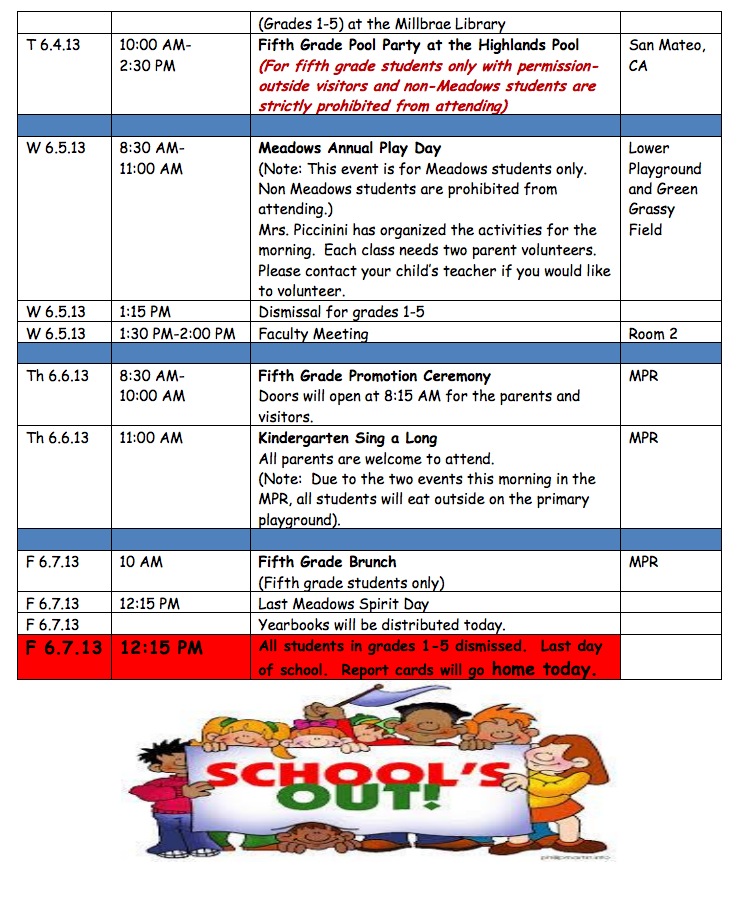 (Grades 1-5) at the Millbrae Library
T 6.4.13
10:00 AM-
2:30 PM
Fifth Grade Pool Party at the Highlands Pool
(For fifth grade students only with permission-
outside visitors and non-Meadows students are
strictly prohibited from attending)
San Mateo,
CA
W 6.5.13
8:30 AM-
11:00 AM
Meadows Annual Play Day
(Note: This event is for Meadows students only.
Non Meadows students are prohibited from
attending.)
Mrs. Piccinini has organized the activities for the
morning.  Each class needs two parent volunteers.
Please contact your child's teacher if you would like
to volunteer.
Lower
Playground
and Green
Grassy
Field
W 6.5.13
1:15 PM
Dismissal for grades 1-5
W 6.5.13
1:30 PM-2:00 PM
Faculty Meeting
Room 2
Th 6.6.13
8:30 AM-
10:00 AM
Fifth Grade Promotion Ceremony
Doors will open at 8:15 AM for the parents and
visitors.
MPR
Th 6.6.13
11:00 AM
Kindergarten Sing a Long
All parents are welcome to attend.
(Note:  Due to the two events this morning in the
MPR, all students will eat outside on the primary
playground).
MPR
F 6.7.13
10 AM
Fifth Grade Brunch
(Fifth grade students only)
MPR
F 6.7.13
12:15 PM
Last Meadows Spirit Day
F 6.7.13
Yearbooks will be distributed today.
F 6.7.13
12:15 PM
All students in grades 1-5 dismissed.  Last day
of school.  Report cards will go home today.
SCHOOL'S
OUT!